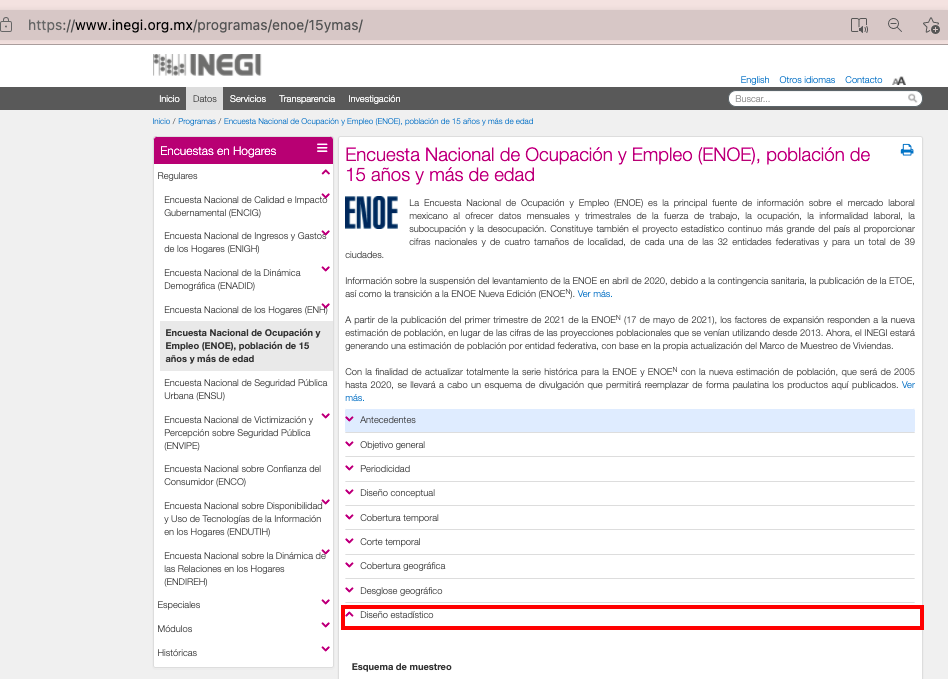 https://www.inegi.org.mx/programas/enoe/15ymas/
INEGI
English Otros idiomas Contacto AA
Inicio Datos Servicios Transparencia Investigación
Buscar...
Inicio / Programas / Encuesta Nacional de Ocupación y Empleo (ENOE), población de 15 años y más de edad
Encuestas en Hogares
Regulares
Encuesta Nacional de Calidad e Impacto
Gubernamental (ENCIG)
Encuesta Nacional de Ingresos y Gastos
de los Hogares (ENIGH)
Encuesta Nacional de la Dinámica
Demográfica (ENADID)
Encuesta Nacional de los Hogares (ENH)
Encuesta Nacional de Ocupación y
Empleo (ENOE), población de 15
años y más de edad
Encuesta Nacional de Seguridad Pública
Urbana (ENSU)
Encuesta Nacional de Victimización y
Percepción sobre Seguridad Pública
(ENVIPE)
Encuesta Nacional sobre Confianza del
Consumidor (ENCO)
Encuesta Nacional sobre Disponibilidad
y Uso de Tecnologías de la Información
en los Hogares (ENDUTIH)
Encuesta Nacional sobre la Dinámica de
las Relaciones en los Hogares
(ENDIREH)
Especiales
Módulos
Históricas
Encuesta Nacional de Ocupación y Empleo (ENOE), población de
15 años y más de edad
ENOE
La Encuesta Nacional de Ocupación y Empleo (ENOE) es la principal fuente de información sobre el mercado laboral
mexicano al ofrecer datos mensuales y trimestrales de la fuerza de trabajo, la ocupación, la informalidad laboral, la
subocupación y la desocupación. Constituye también el proyecto estadístico continuo más grande del país al proporcionar
cifras nacionales y de cuatro tamaños de localidad, de cada una de las 32 entidades federativas y para un total de 39
ciudades.
Información sobre la suspensión del levantamiento de la ENOE en abril de 2020, debido a la contingencia sanitaria, la publicación de la ETOE,
así como la transición a la ENOE Nueva Edición (ENOEᴺ). Ver más.
A partir de la publicación del primer trimestre de 2021 de la ENOEᴺ (17 de mayo de 2021), los factores de expansión responden a la nueva
estimación de población, en lugar de las cifras de las proyecciones poblacionales que se venían utilizando desde 2013. Ahora, el INEGI estará
generando una estimación de población por entidad federativa, con base en la propia actualización del Marco de Muestreo de Viviendas.
Con la finalidad de actualizar totalmente la serie histórica para la ENOE y ENOEᴺ con la nueva estimación de población, que será de 2005
hasta 2020, se llevará a cabo un esquema de divulgación que permitirá reemplazar de forma paulatina los productos aquí publicados. Ver
más.
Antecedentes
Objetivo general
Periodicidad
Diseño conceptual
Cobertura temporal
Corte temporal
Cobertura geográfica
Desglose geográfico
Diseño estadístico
Esquema de muestreo